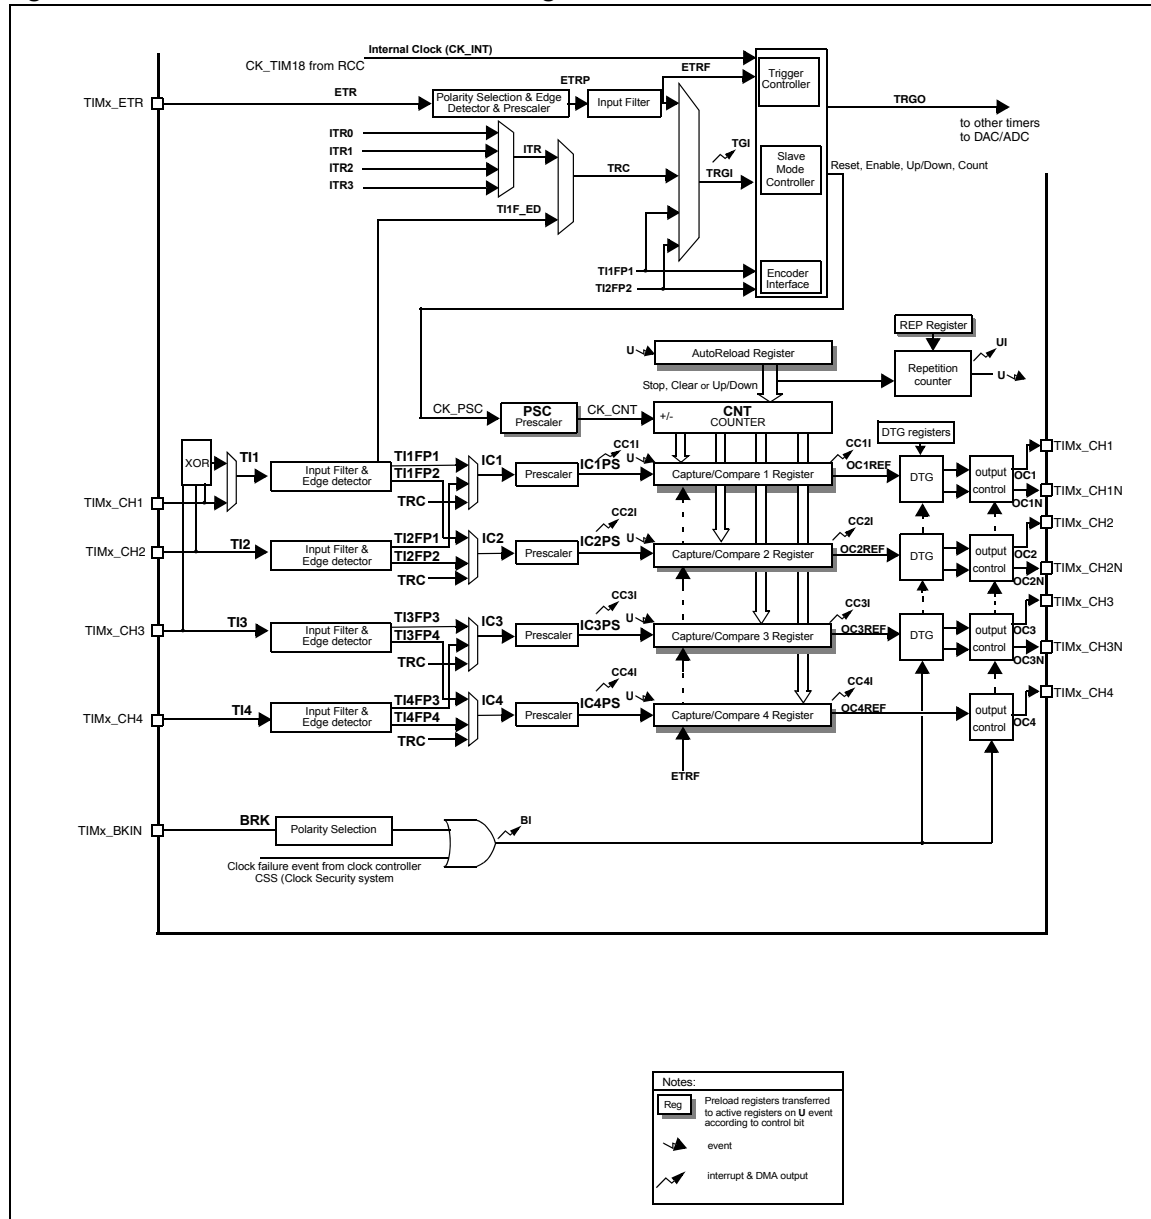 Internal Clock (CK_INT)
CK_TIM18 from RCC
TIMx_ETR
ETR
Polarity Selection & Edge
Detector & Prescaler
ETRP
Input Filter
ETRF
Trigger
Controller
TRGO
to other timers
to DAC/ADC
ITR0
ITR1
ITR2
ITR3
ITR
TRC
TI1F_ED
TGI
TRGI
Slave
Mode
Controller
Reset, Enable, Up/Down, Count
TI1FP1
TI2FP2
Encoder
Interface
REP Register
UI
U
AutoReload Register
Repetition
counter
U
Stop, Clear or Up/Down
CK_PSC
PSC
Prescaler
CK_CNT
+/-
CNT
COUNTER
DTG registers
XOR
TI1
Input Filter &
Edge detector
TI1FP1
TI1FP2
TRC
IC1
Prescaler
CC1I
IC1PS
U
Capture/Compare 1 Register
CC1I
OC1REF
DTG
output
control
OC1
OC1N
TIMx_CH1
TIMx_CH1N
TIMx_CH1
TIMx_CH2
TI2
Input Filter &
Edge detector
TI2FP1
TI2FP2
TRC
IC2
Prescaler
CC2I
IC2PS
U
Capture/Compare 2 Register
CC2I
OC2REF
DTG
output
control
OC2
OC2N
TIMx_CH2
TIMx_CH2N
TIMx_CH3
TI3
Input Filter &
Edge detector
TI3FP3
TI3FP4
TRC
IC3
Prescaler
CC3I
IC3PS
U
Capture/Compare 3 Register
CC3I
OC3REF
DTG
output
control
OC3
OC3N
TIMx_CH3
TIMx_CH3N
TIMx_CH4
TI4
Input Filter &
Edge detector
TI4FP3
TI4FP4
TRC
IC4
Prescaler
CC4I
IC4PS
U
Capture/Compare 4 Register
CC4I
OC4REF
output
control
OC4
TIMx_CH4
ETRF
TIMx_BKIN
BRK
Polarity Selection
BI
Clock failure event from clock controller
CSS (Clock Security system
Notes:
Reg
Preload registers transferred
to active registers on U event
according to control bit
event
interrupt & DMA output